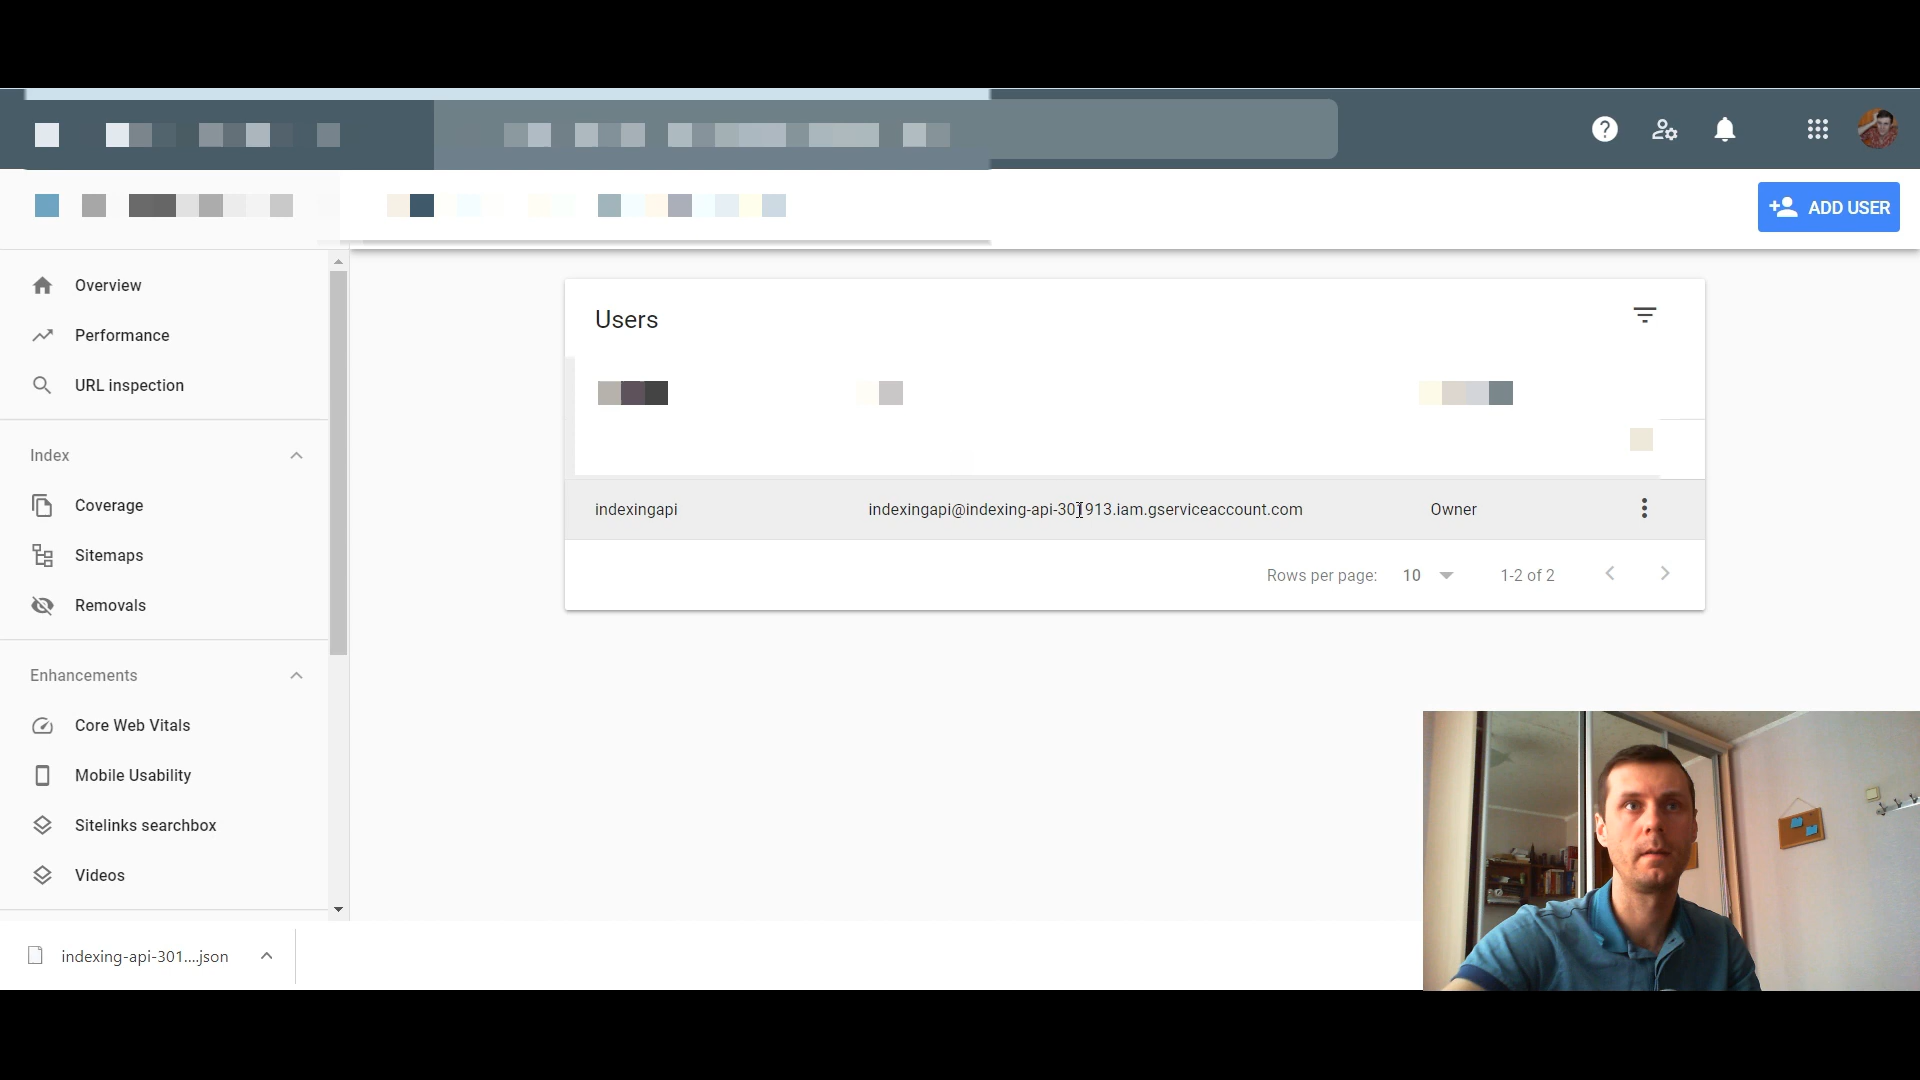 ADD USER
Overview
Performance
URL inspection
Index
Coverage
Sitemaps
Removals
Enhancements
Core Web Vitals
Mobile Usability
Sitelinks searchbox
Videos
Users
indexingapi indexingapi@indexing-api-301913.iam.gserviceaccount.com Owner
Rows per page: 10 1-2 of 2
indexing-api-301....json